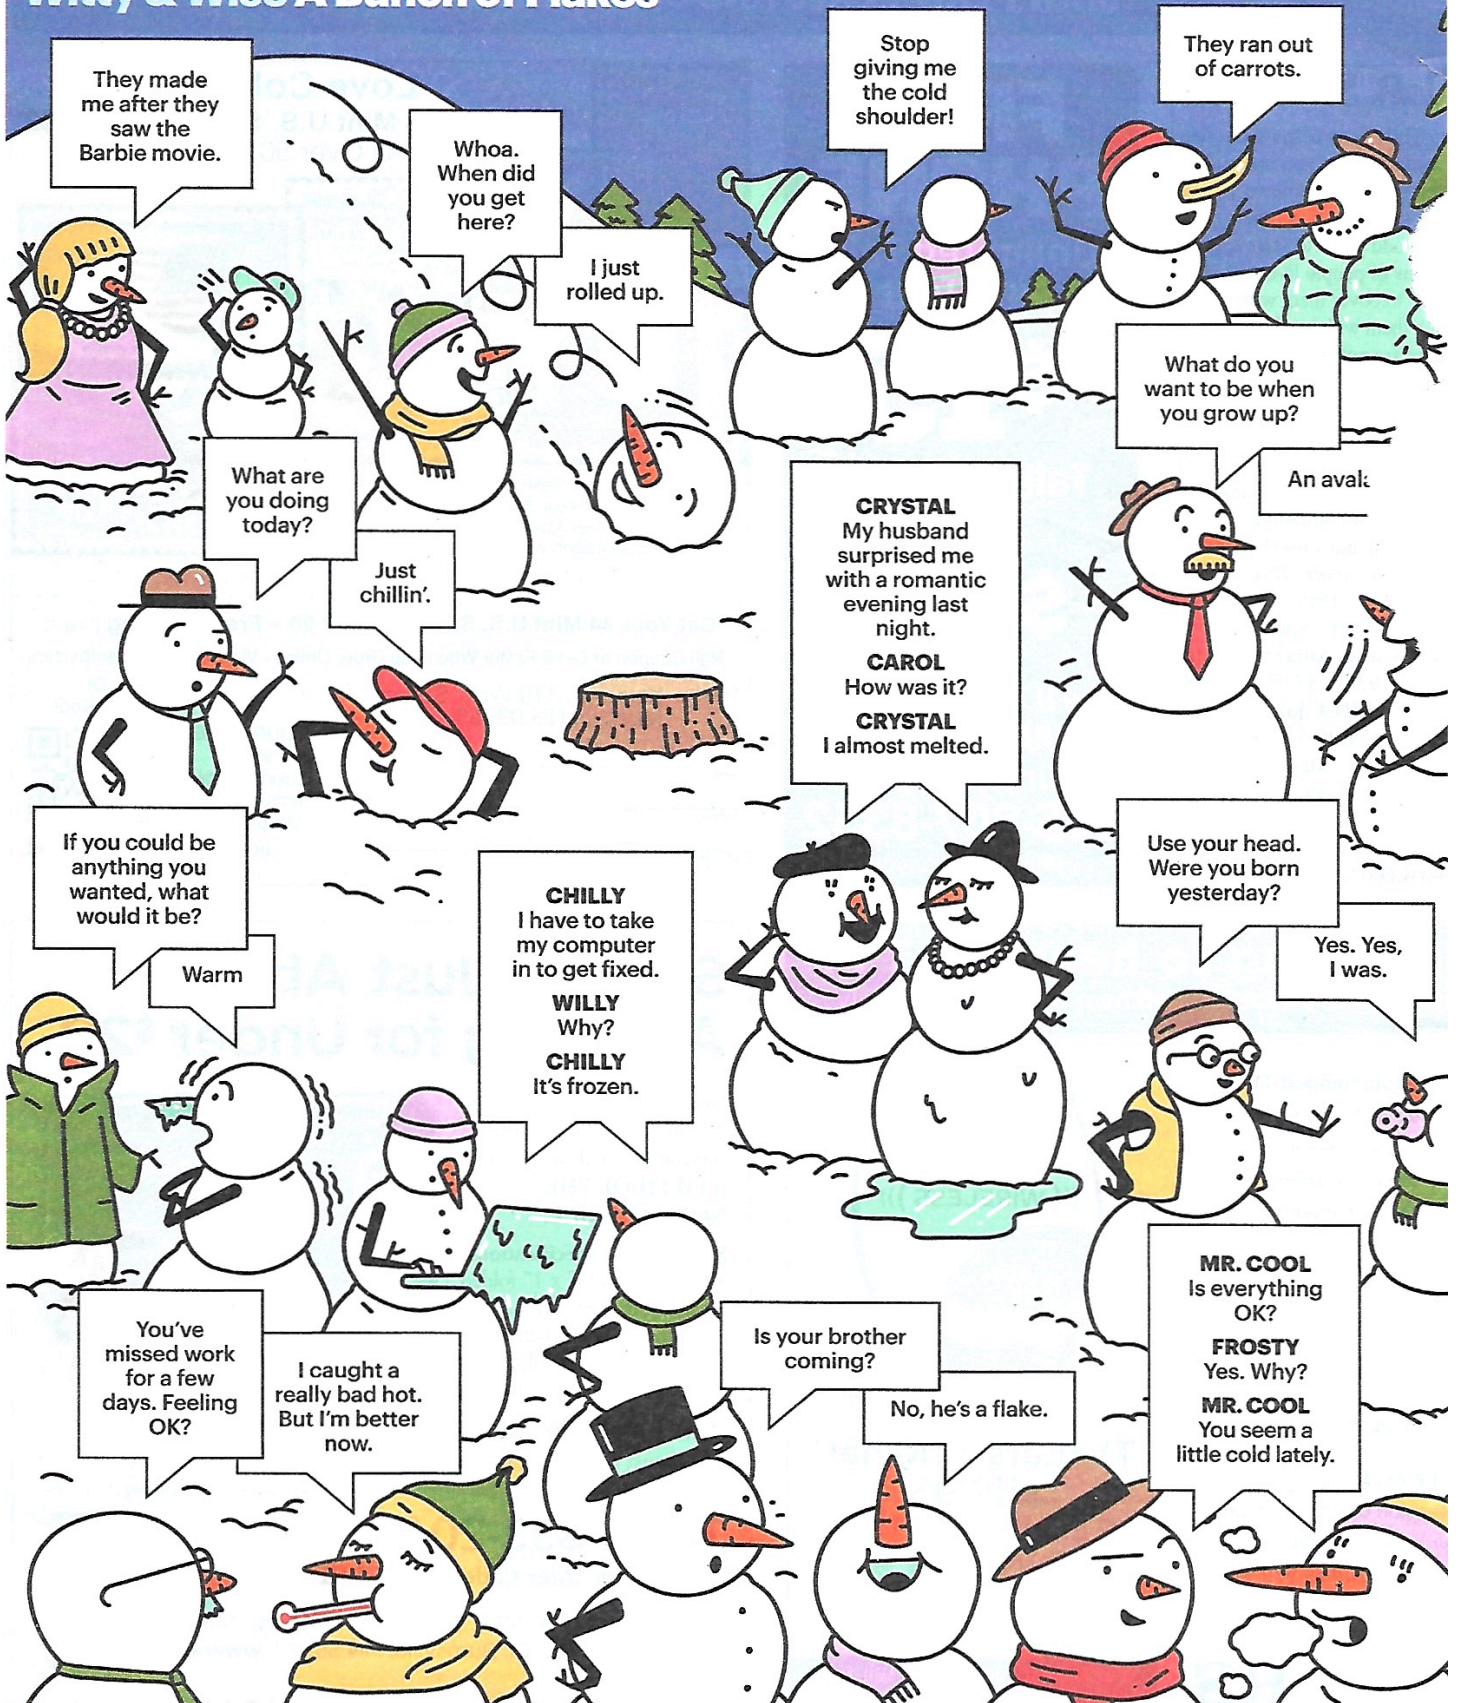 Witty & Wise A Bunch of Flakes
They made
me after they
saw the
Barbie movie.
Whoa.
When did
you get
here?
I just
rolled up.
Stop
giving me
the cold
shoulder!
They ran out
of carrots.
What do you
want to be when
you grow up?
An
What are
you doing
today?
Just
chillin'.
CRYSTAL
My husband
surprised me
with a romantic
evening last
night.
CAROL
How was it?
CRYSTAL
I almost melted.
If you could be
anything you
wanted, what
would it be?
Warm
CHILLY
I have to take
my computer
in to get fixed.
WILLY
Why?
CHILLY
It's frozen.
Use your head.
Were you born
yesterday?
Yes. Yes,
I was.
You've
missed work
for a few
days. Feeling
OK?
I caught a
really bad hot.
But I'm better
now.
Is your brother
coming?
No, he's a flake.
MR. COOL
Is everything
OK?
FROSTY
Yes. Why?
MR. COOL
You seem a
little cold lately.